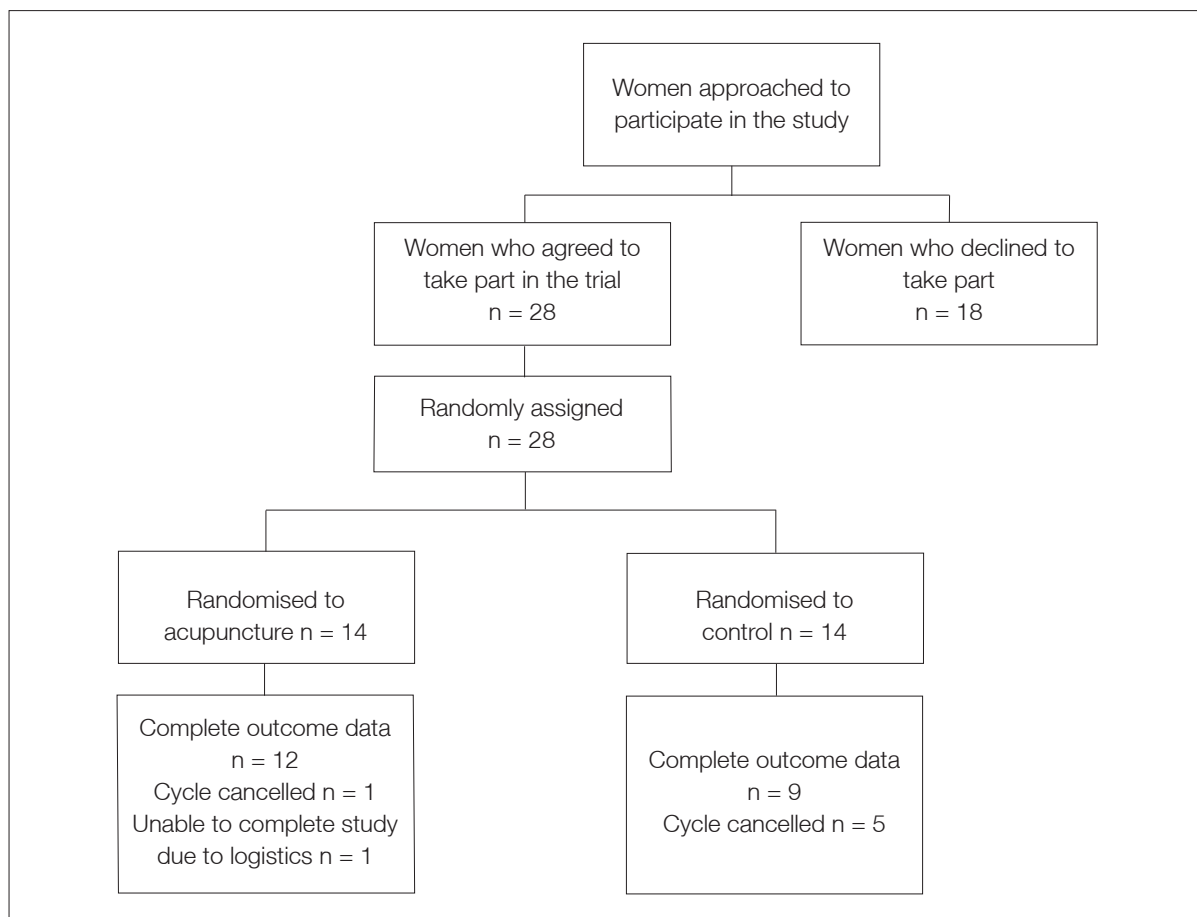 Women approached to
participate in the study
Women who agreed to
take part in the trial
n = 28
Women who declined to
take part
n = 18
Randomly assigned
n = 28
Randomised to
acupuncture n = 14
Randomised to
control n = 14
Complete outcome data
n = 12
Cycle cancelled n = 1
Unable to complete study
due to logistics n = 1
Complete outcome data
n = 9
Cycle cancelled n = 5